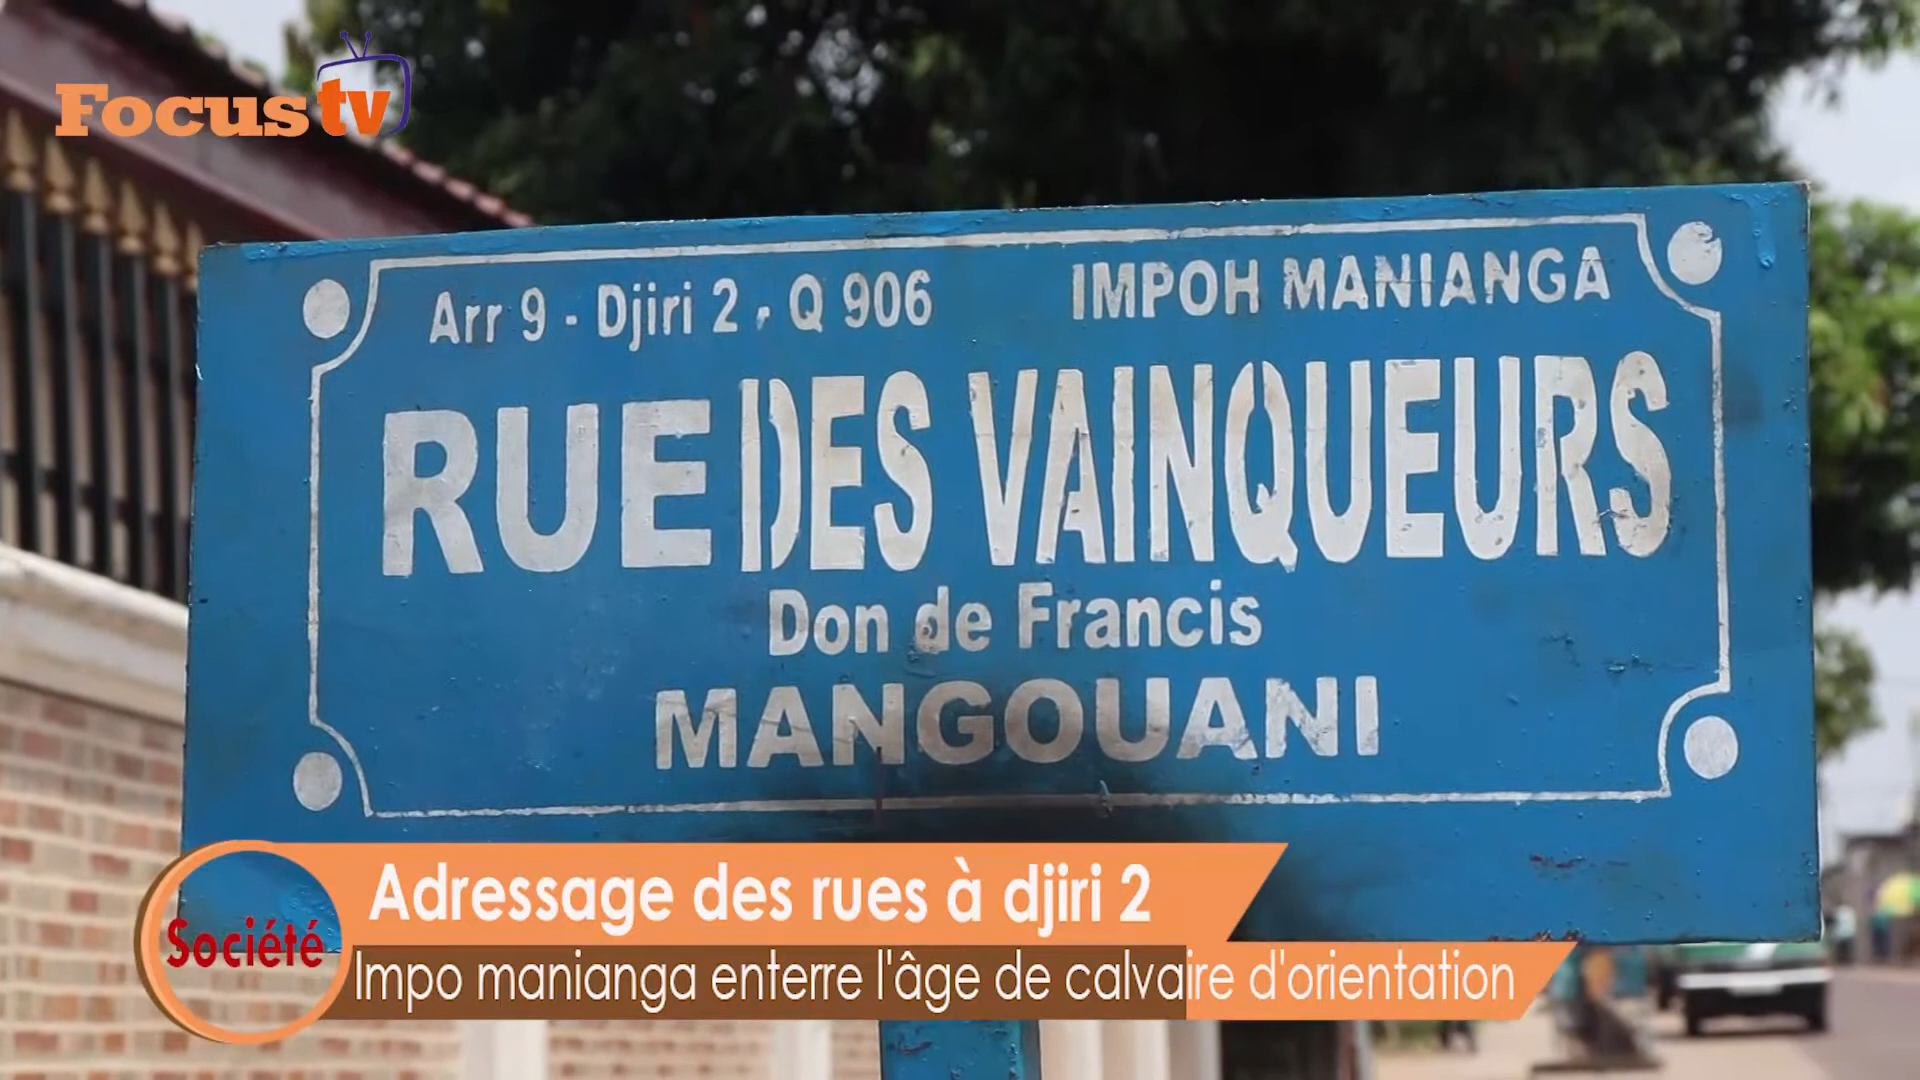 Focus tv
Arr 9 - Djiri 2 - Q 906 IMPOH MANIANGA
RUE DES VAINQUEURS
Don de Francis
MANGOUANI
Société
Adressage des rues à djiri 2
Impo manianga enterre l'âge de calvaire d'orientation